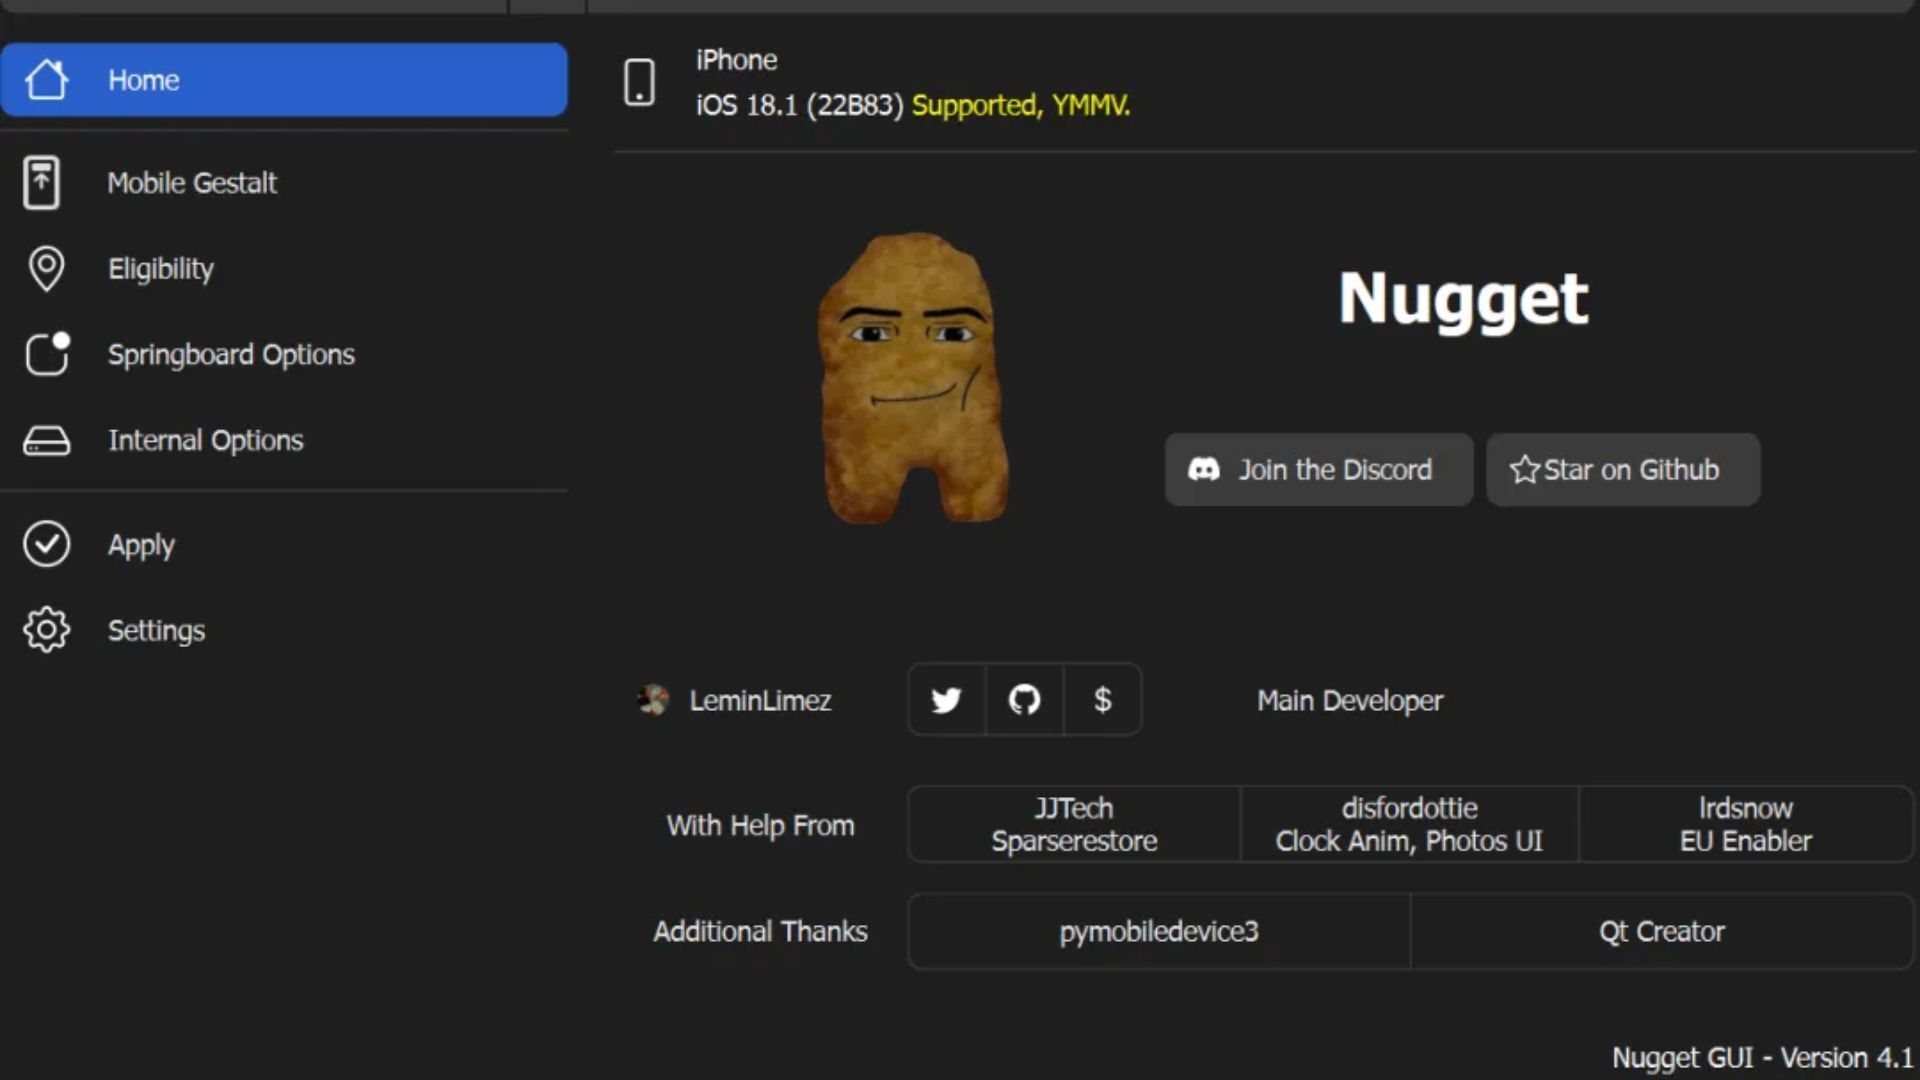 Home
Mobile Gestalt
Eligibility
Springboard Options
Internal Options
Apply
Settings
iPhone
iOS 18.1 (22B83) Supported, YMMV.
Nugget
Join the Discord
Star on Github
LeminLimez
$
Main Developer
With Help From
JJTech
Sparserestore
disfordottie
Clock Anim, Photos UI
lrdsnow
EU Enabler
Additional Thanks
pymobiledevice3
Qt Creator
Nugget GUI - Version 4.1